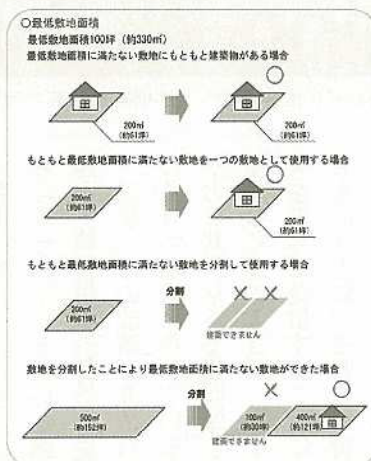 ○最低敷地面積
最低敷地面積100坪(約330㎡)
最低敷地面積に満たない敷地にもともと建築物がある場合
○
200㎡
(約61坪)
200㎡
(約61坪)
もともと最低敷地面積に満たない敷地を一つの敷地として使用する場合
○
200㎡
(約61坪)
200㎡
(約61坪)
もともと最低敷地面積に満たない敷地を分割して使用する場合
分割
× ×
200㎡
(約61坪)
建築できません
敷地を分割したことにより最低敷地面積に満たない敷地ができた場合
分割
× ○
500㎡
(約152坪)
100㎡
(約30坪)
400㎡
(約121坪)
建築できません